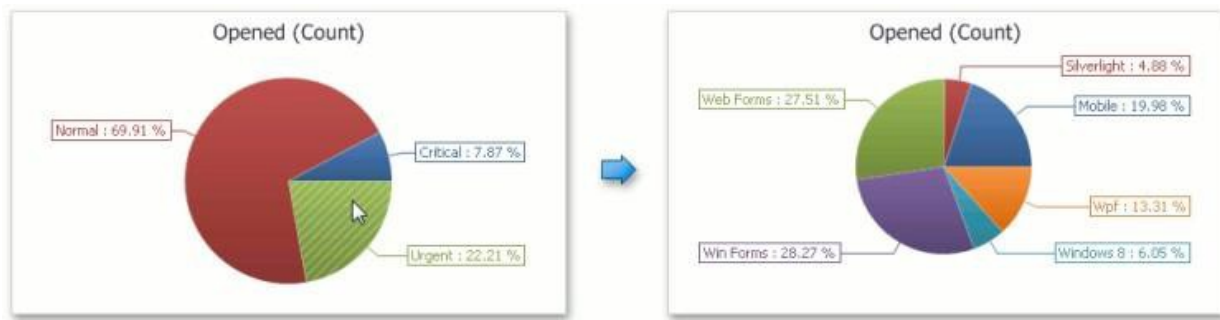 Opened (Count)
Normal : 69.91 %
Critical : 7.87 %
Urgent : 22.21 %
Opened (Count)
Silverlight : 4.88 %
Web Forms : 27.51 %
Mobile : 19.98 %
Wpf : 13.31 %
Win Forms : 28.27 %
Windows 8 : 6.05 %